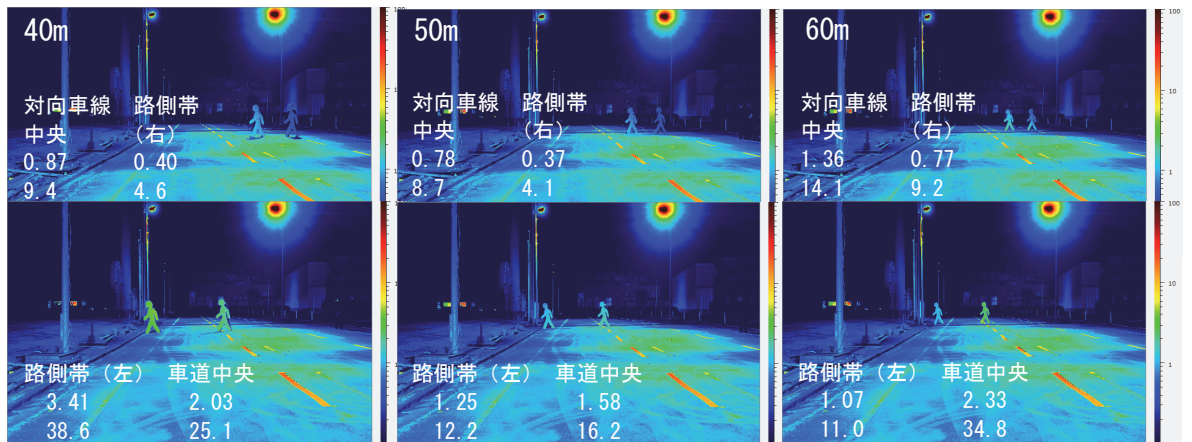 40m
対向車線 路側帯
中央 （右）
0.87 0.40
9.4 4.6
50m
対向車線 路側帯
中央 （右）
0.78 0.37
8.7 4.1
60m
対向車線 路側帯
中央 （右）
1.36 0.77
14.1 9.2
路側帯（左） 車道中央
3.41 2.03
38.6 25.1
路側帯（左） 車道中央
1.25 1.58
12.2 16.2
路側帯（左） 車道中央
1.07 2.33
11.0 34.8
100
10
1
100
10
1